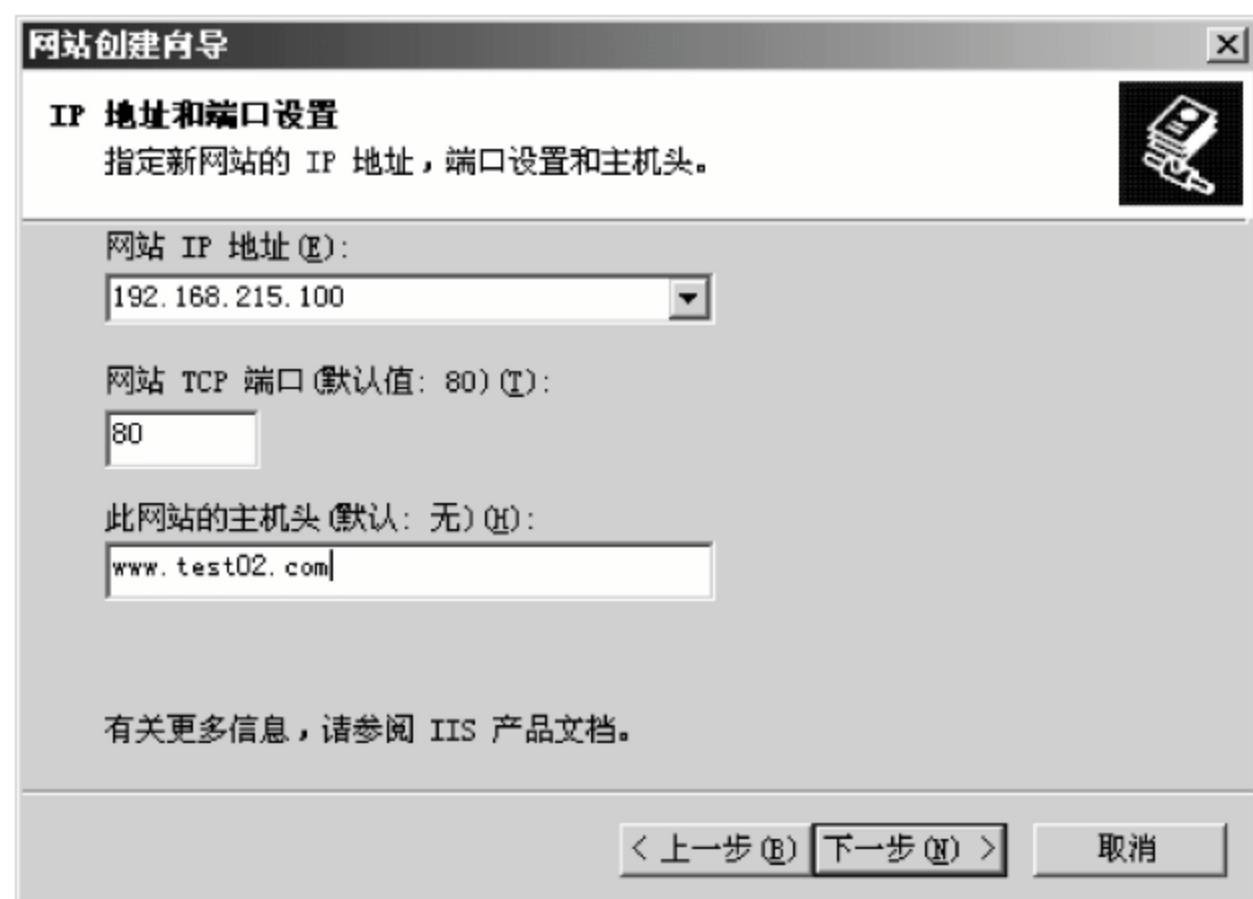 网站创建向导
IP 地址和端口设置
指定新网站的 IP 地址，端口设置和主机头。
网站 IP 地址(E):
192.168.215.100
网站 TCP 端口(默认值: 80)(T):
80
此网站的主机头(默认: 无)(H):
www.test02.com
有关更多信息，请参阅 IIS 产品文档。
< 上一步(B) 下一步(N) > 取消